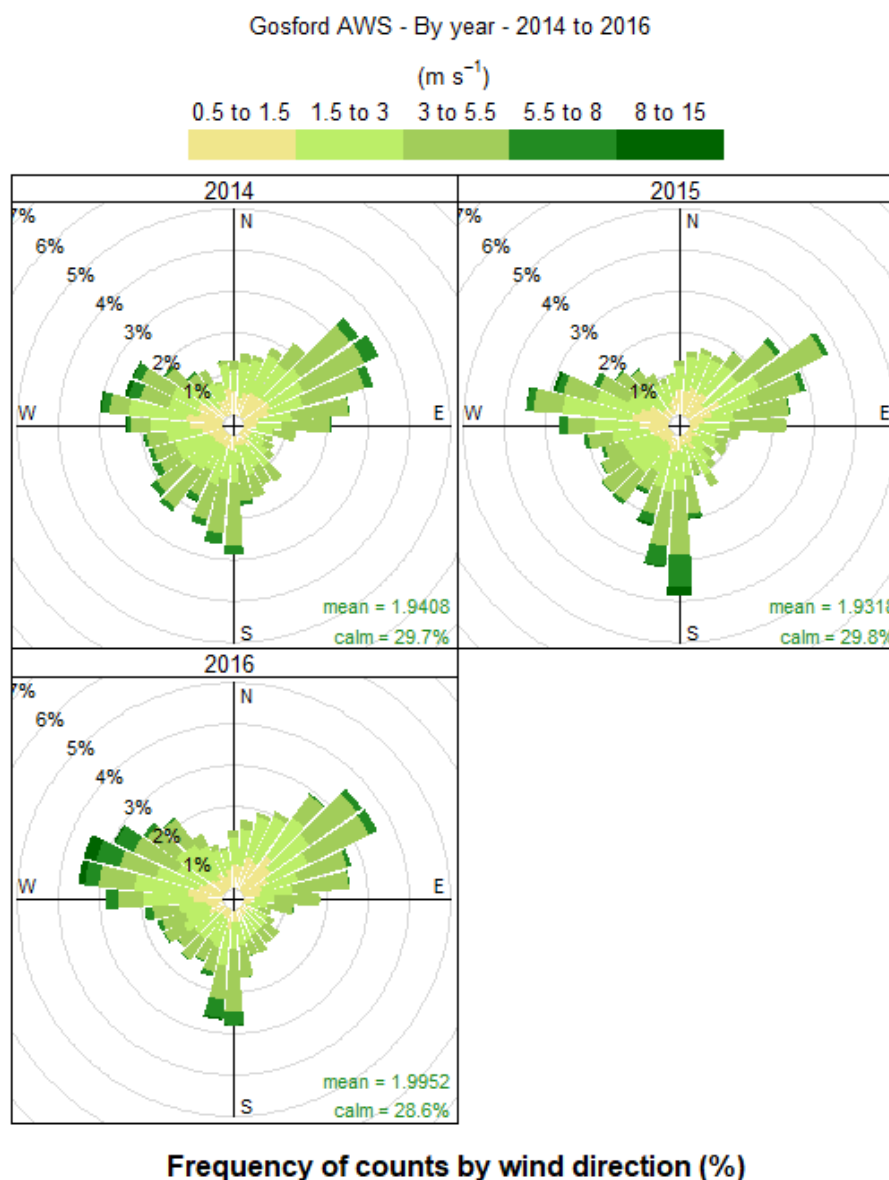 Gosford AWS - By year - 2014 to 2016
(m s⁻¹)
0.5 to 1.5 1.5 to 3 3 to 5.5 5.5 to 8 8 to 15
2014
7%
6%
5%
4%
3%
2%
1%
N
W
E
S
mean = 1.9408
calm = 29.7%
2015
7%
6%
5%
4%
3%
2%
1%
N
W
E
S
mean = 1.9318
calm = 29.8%
2016
7%
6%
5%
4%
3%
2%
1%
N
W
E
S
mean = 1.9952
calm = 28.6%
Frequency of counts by wind direction (%)